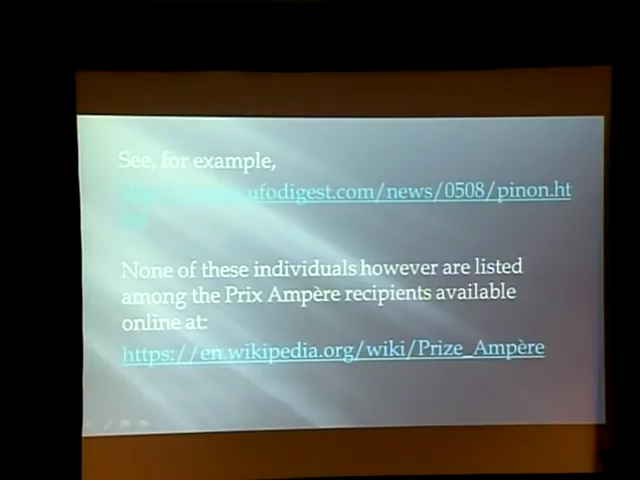 See, for example,
ufodigest.com/news/0508/pinon.ht
None of these individuals however are listed
among the Prix Ampère recipients available
online at:
https://en.wikipedia.org/wiki/Prize_Ampère